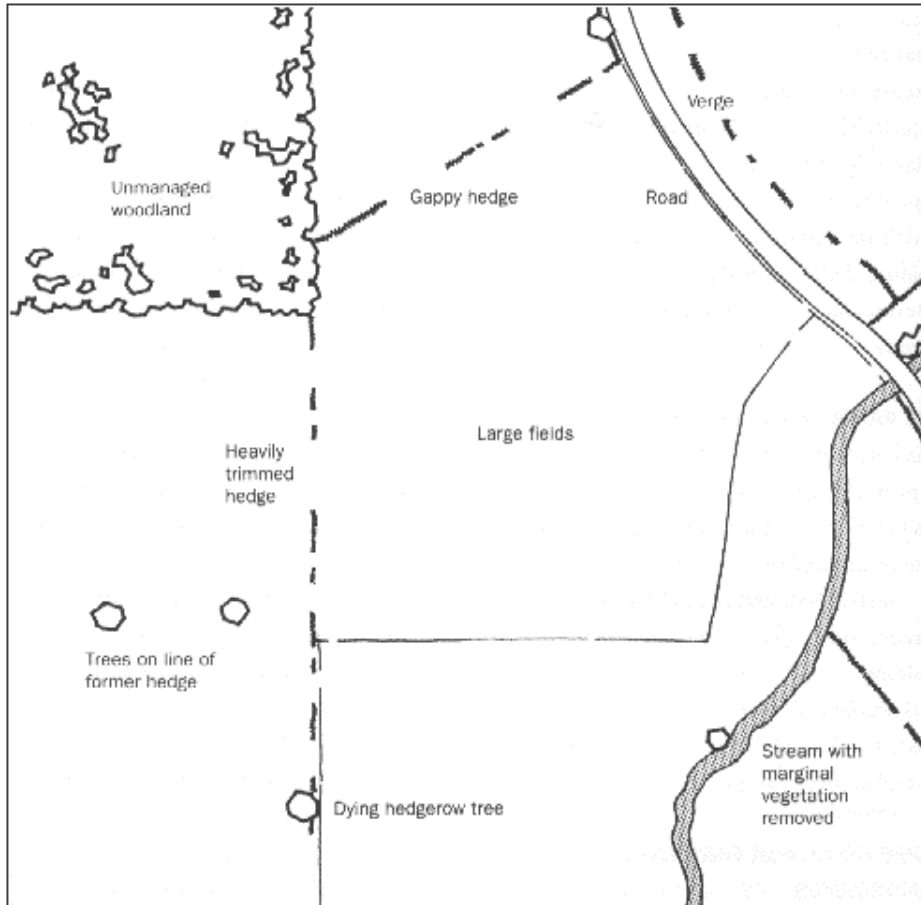 Verge
Unmanaged
woodland
Gappy hedge
Road
Large fields
Heavily
trimmed
hedge
Trees on line of
former hedge
Dying hedgerow tree
Stream with
marginal
vegetation
removed